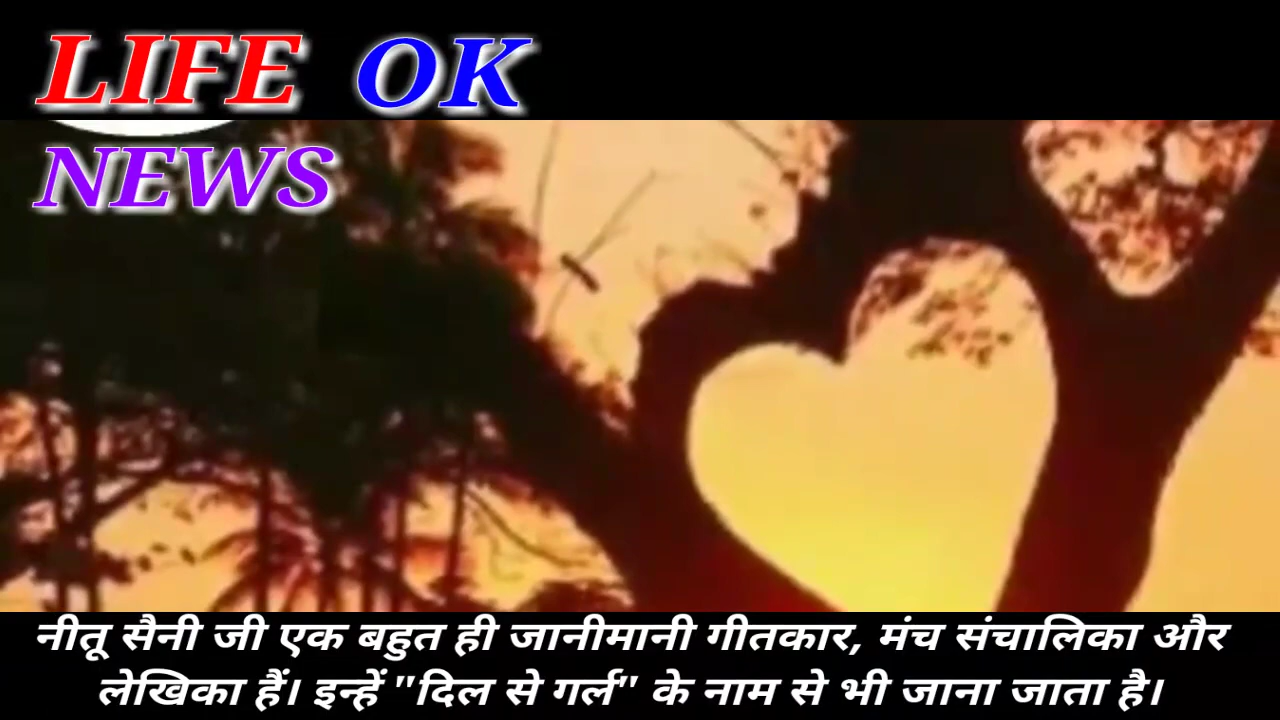 LIFE OK
NEWS
नीतू सैनी जी एक बहुत ही जानीमानी गीतकार, मंच संचालिका और
लेखिका हैं। इन्हें "दिल से गर्ल" के नाम से भी जाना जाता है।